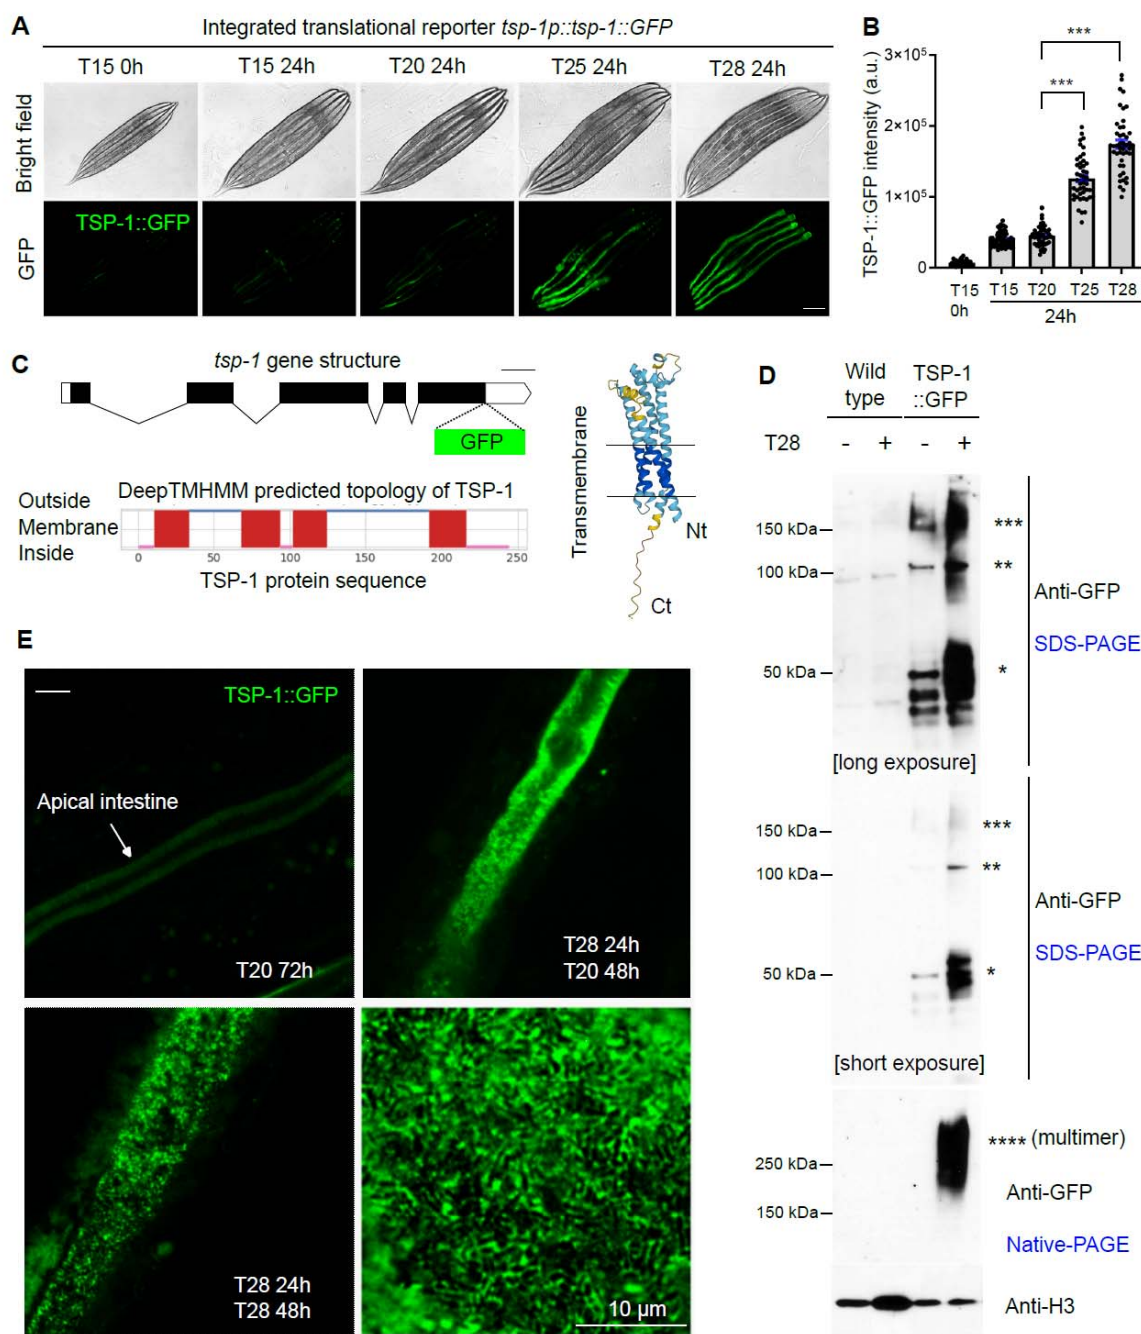 A
Integrated translational reporter tsp-1p::tsp-1::GFP
T15 0h
T15 24h
T20 24h
T25 24h
T28 24h
Bright field
TSP-1::GFP
GFP
B
***
***
3×10⁵
2×10⁵
1×10⁵
0
TSP-1::GFP intensity (a.u.)
T15 T15 T20 T25 T28
0h
24h
C
tsp-1 gene structure
GFP
DeepTMHMM predicted topology of TSP-1
Outside
Membrane
Inside
0 50 100 150 200 250
TSP-1 protein sequence
Transmembrane
Nt
Ct
D
Wild type
TSP-1 ::GFP
T28 - + - +
150 kDa
***
100 kDa
**
Anti-GFP
SDS-PAGE
50 kDa
*
[long exposure]
150 kDa
***
100 kDa
**
Anti-GFP
SDS-PAGE
50 kDa
*
[short exposure]
**** (multimer)
250 kDa
Anti-GFP
150 kDa
Native-PAGE
Anti-H3
E
TSP-1::GFP
Apical intestine
T20 72h
T28 24h
T20 48h
T28 24h
T28 48h
10 µm